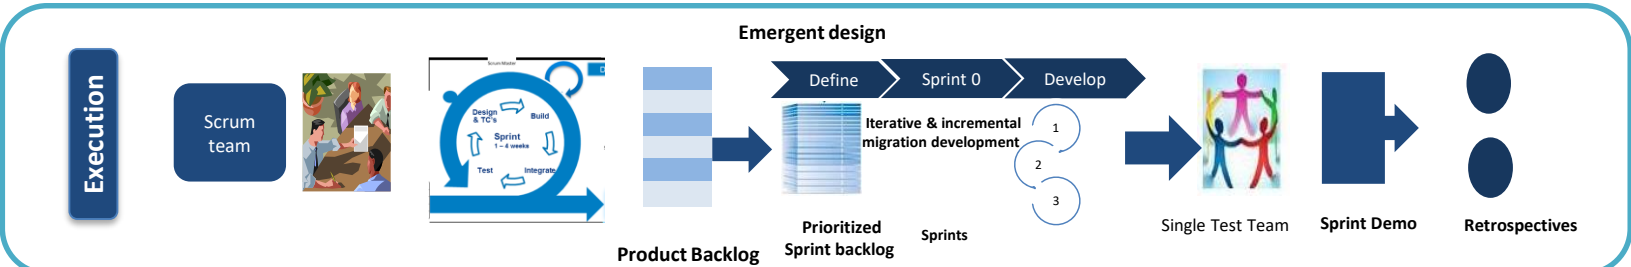 Emergent design
Execution
Scrum
team
Scrum Master
Design
& TC's
Build
Sprint
1 – 4 weeks
Test
Integrate
Product Backlog
Define
Sprint 0
Develop
Iterative & incremental
migration development
1
2
3
Prioritized
Sprint backlog
Sprints
Single Test Team
Sprint Demo
Retrospectives